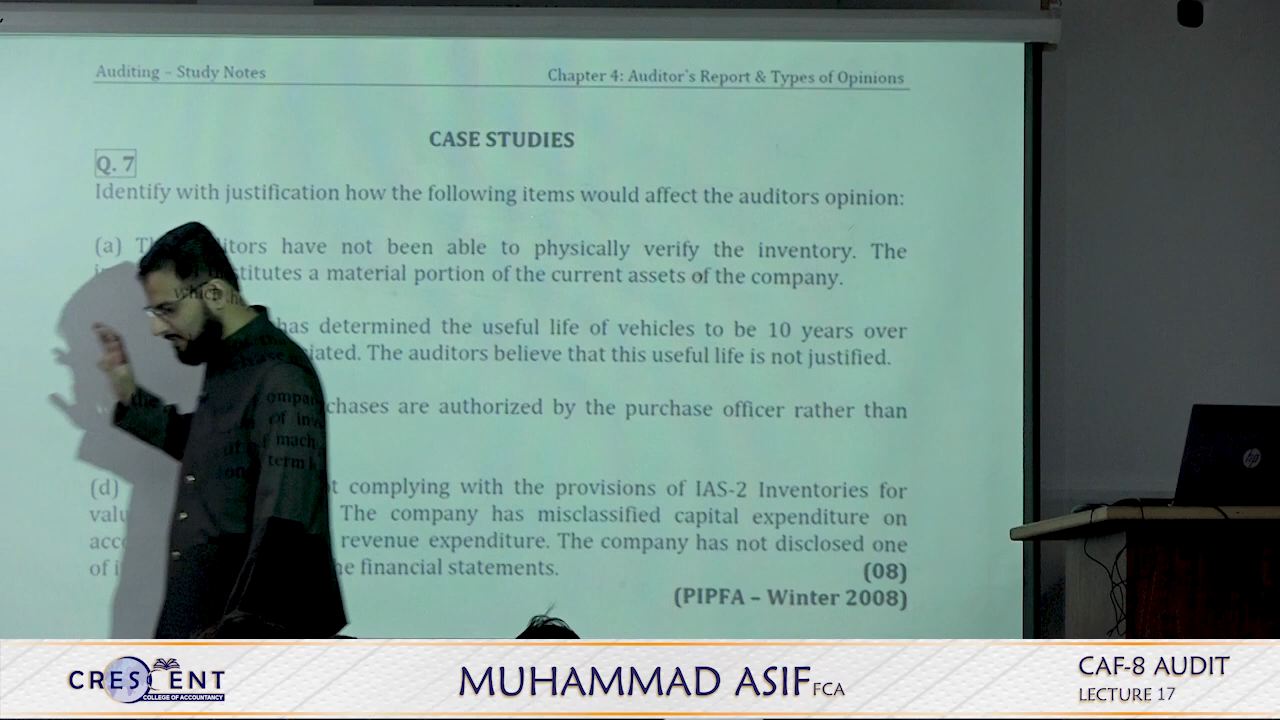 Auditing – Study Notes
Chapter 4: Auditor's Report & Types of Opinions
CASE STUDIES
Q. 7
Identify with justification how the following items would affect the auditors opinion:
(a) have not been able to physically verify the inventory. The
a material portion of the current assets of the company.
has determined the useful life of vehicles to be 10 years over
The auditors believe that this useful life is not justified.
are authorized by the purchase officer rather than
(d) complying with the provisions of IAS-2 Inventories for
The company has misclassified capital expenditure on
revenue expenditure. The company has not disclosed one
financial statements.
(08)
(PIPFA – Winter 2008)
hp
CRESCENT
COLLEGE OF ACCOUNTANCY
MUHAMMAD ASIF FCA
CAF-8 AUDIT
LECTURE 17